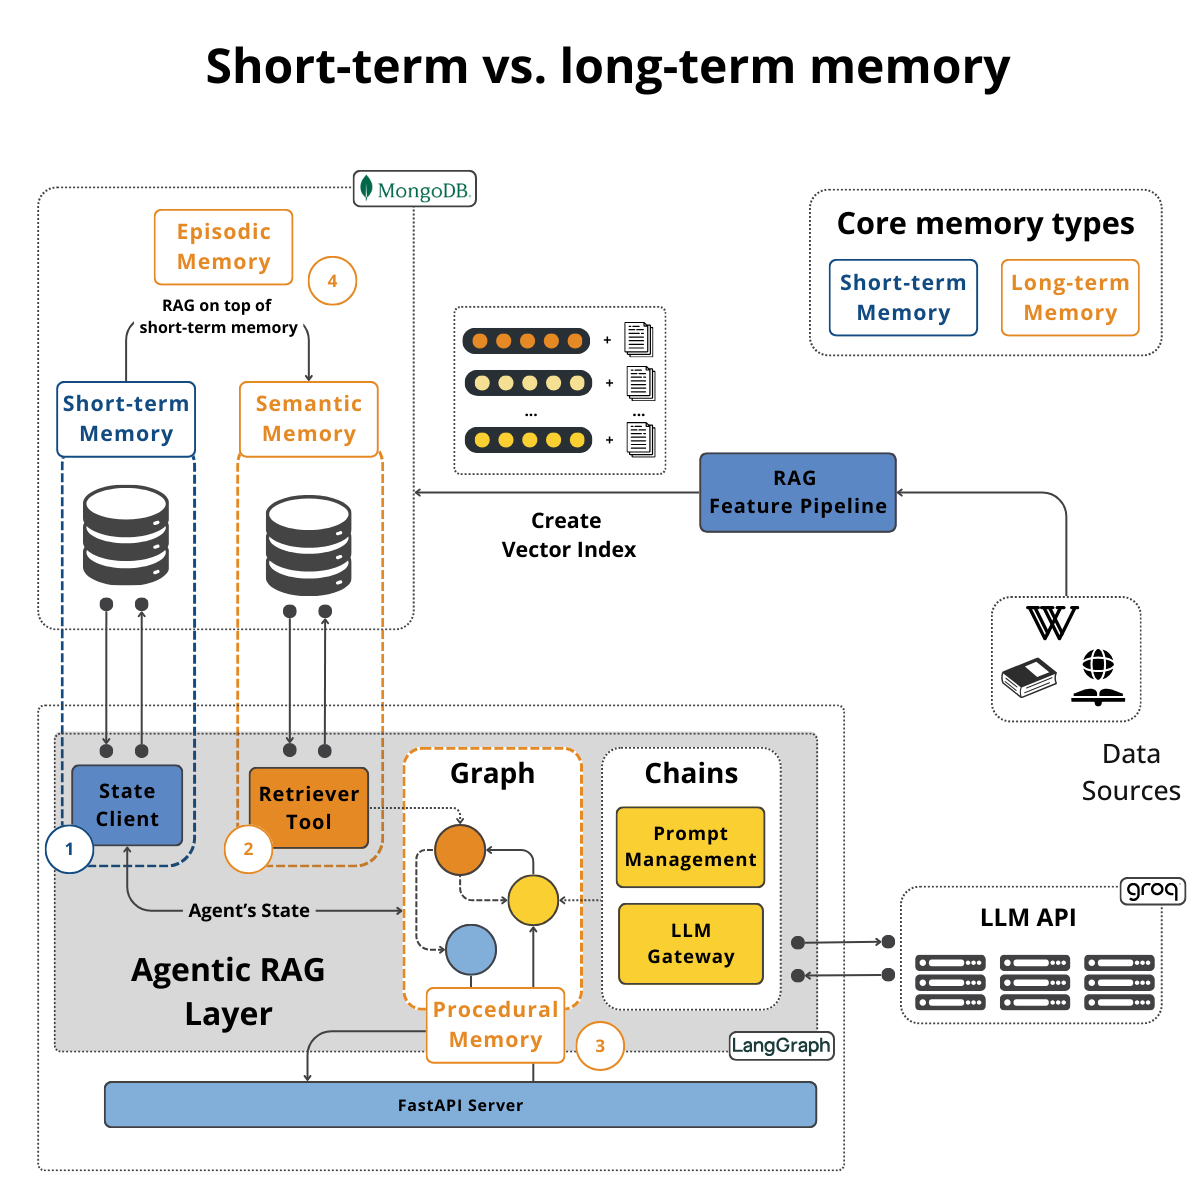 Short-term vs. long-term memory
MongoDB
Episodic
Memory
4
RAG on top of
short-term memory
Short-term
Memory
Semantic
Memory
+
+
...
...
+
Create
Vector Index
RAG
Feature Pipeline
Core memory types
Short-term
Memory
Long-term
Memory
W
Data
Sources
State
Client
1
Retriever
Tool
2
Agent's State
Agentic RAG
Layer
Graph
Chains
Prompt
Management
LLM
Gateway
Procedural
Memory
3
LangGraph
FastAPI Server
groq
LLM API